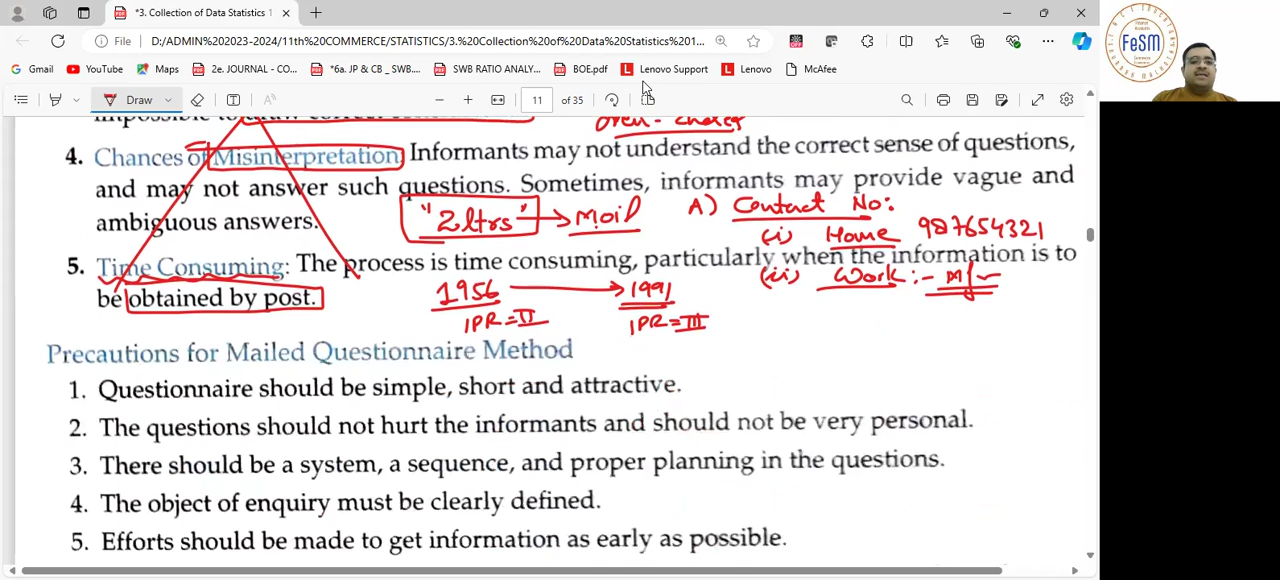 *3. Collection of Data Statistics 1
File
D:/ADMIN%202023-2024/11th%20COMMERCE/STATISTICS/3.%20Collection%20of%20Data%20Statistics%201...
Gmail YouTube Maps 2e. JOURNAL - CO... *6a. JP & CB _SWB.... SWB RATIO ANALY... BOE.pdf Lenovo Support Lenovo McAfee
Draw 11 of 35
FeSM
4. Chances of Misinterpretation: Informants may not understand the correct sense of questions,
and may not answer such questions. Sometimes, informants may provide vague and
ambiguous answers.
"2 ltrs" A) Contact No:
(i) Home 987654321
5. Time Consuming: The process is time consuming, particularly when the information is to
be obtained by post.
(ii) Work :-
1956 1991
IPR = II IPR = III
Precautions for Mailed Questionnaire Method
1. Questionnaire should be simple, short and attractive.
2. The questions should not hurt the informants and should not be very personal.
3. There should be a system, a sequence, and proper planning in the questions.
4. The object of enquiry must be clearly defined.
5. Efforts should be made to get information as early as possible.